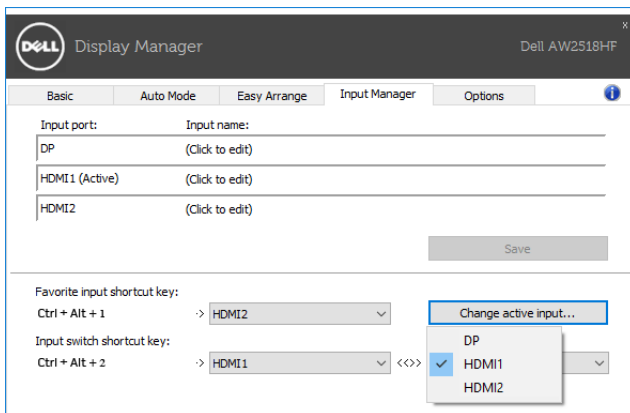 DELL Display Manager Dell AW2518HF
x
Basic Auto Mode Easy Arrange Input Manager Options i
Input port: Input name:
DP (Click to edit)
HDMI1 (Active) (Click to edit)
HDMI2 (Click to edit)
Save
Favorite input shortcut key:
Ctrl + Alt + 1 -> HDMI2 Change active input...
Input switch shortcut key:
DP
Ctrl + Alt + 2 -> HDMI1 <<>> HDMI1
HDMI2